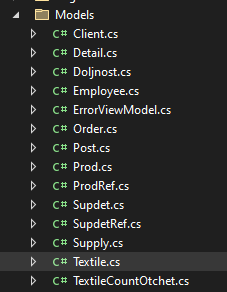 Models
C# Client.cs
C# Detail.cs
C# Doljnost.cs
C# Employee.cs
C# ErrorViewModel.cs
C# Order.cs
C# Post.cs
C# Prod.cs
C# ProdRef.cs
C# Supdet.cs
C# SupdetRef.cs
C# Supply.cs
C# Textile.cs
C# TextileCountOtchet.cs